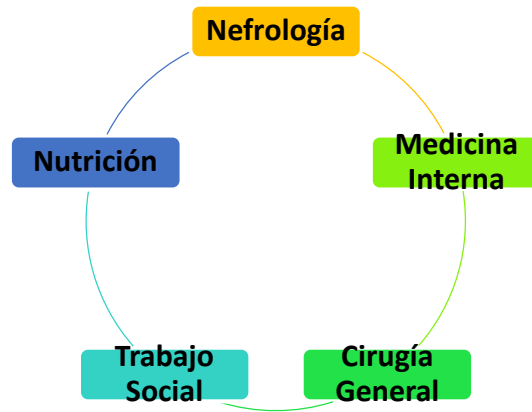 Nefrología
Medicina
Interna
Cirugía
General
Trabajo
Social
Nutrición